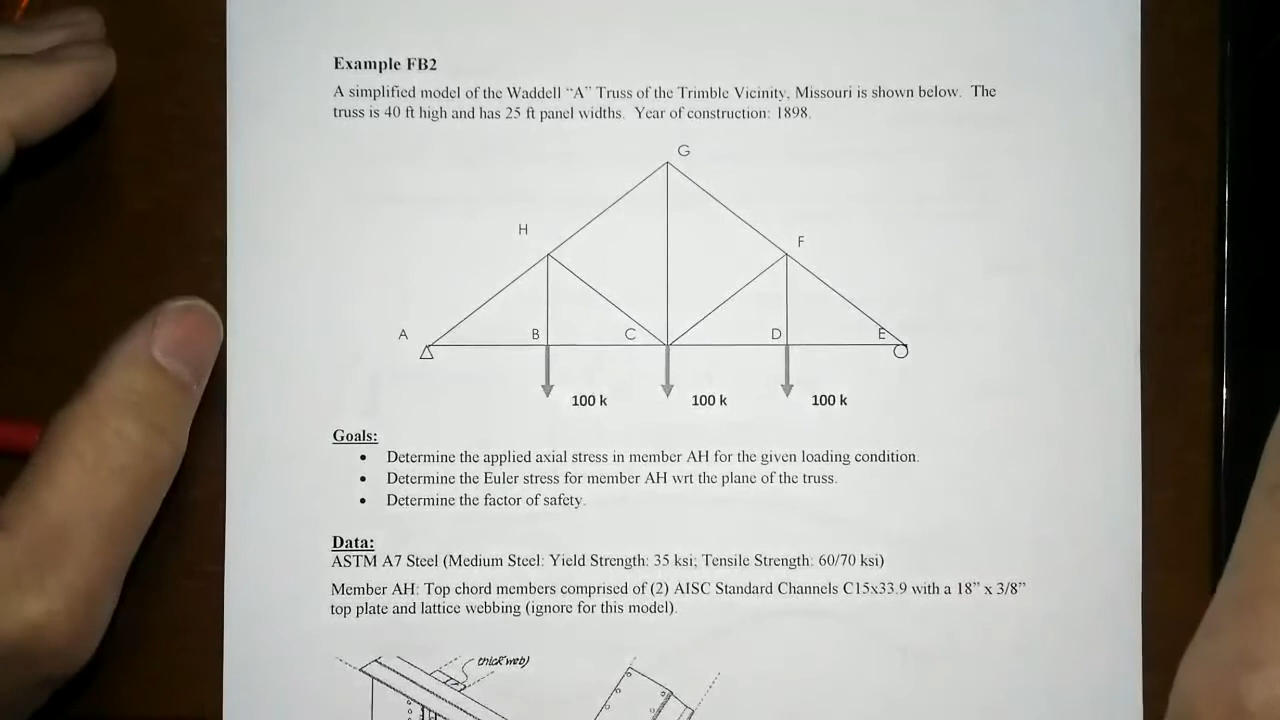 Example FB2
A simplified model of the Waddell “A” Truss of the Trimble Vicinity, Missouri is shown below. The
truss is 40 ft high and has 25 ft panel widths. Year of construction: 1898.
G
H
F
A
B
C
D
E
100 k
100 k
100 k
Goals:
• Determine the applied axial stress in member AH for the given loading condition.
• Determine the Euler stress for member AH wrt the plane of the truss.
• Determine the factor of safety.
Data:
ASTM A7 Steel (Medium Steel: Yield Strength: 35 ksi; Tensile Strength: 60/70 ksi)
Member AH: Top chord members comprised of (2) AISC Standard Channels C15x33.9 with a 18” x 3/8”
top plate and lattice webbing (ignore for this model).
thick web)